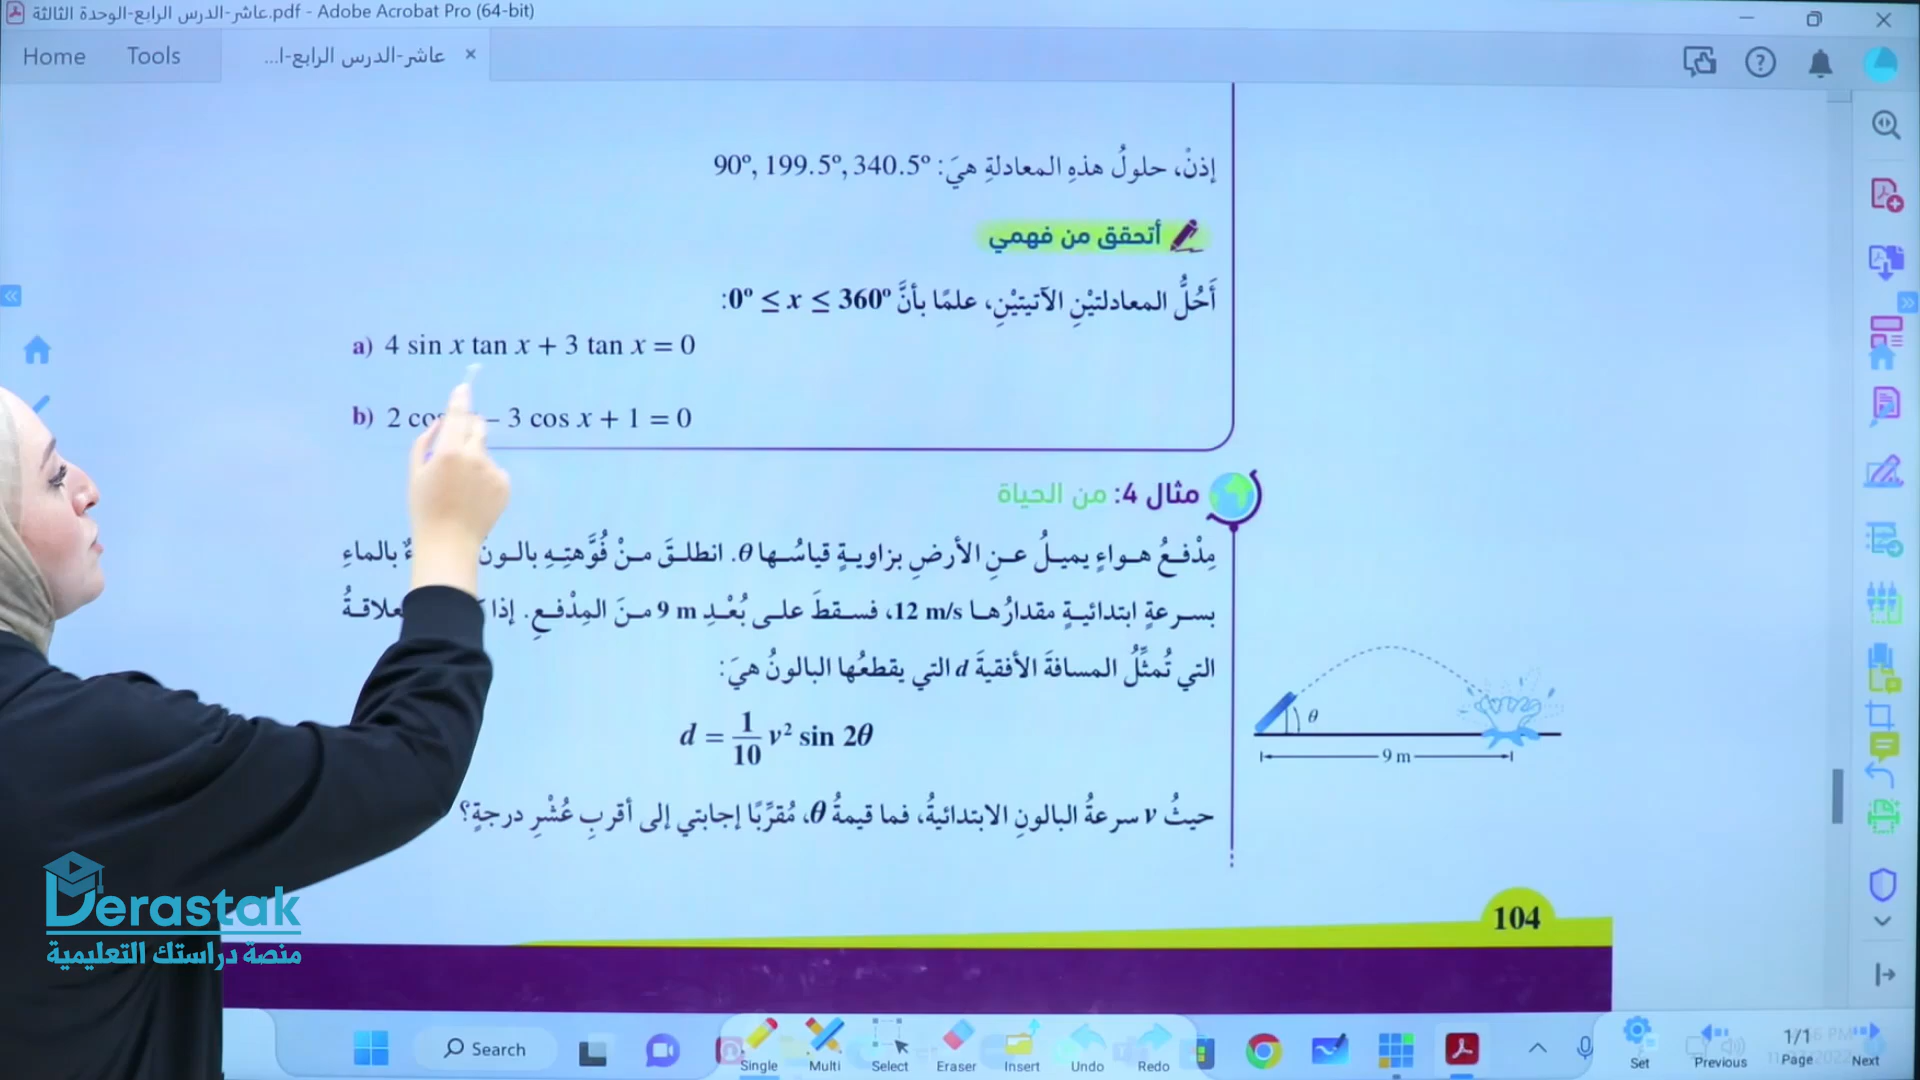 عاشر-الدرس الرابع-الوحدة الثالثة.pdf - Adobe Acrobat Pro (64-bit)
Home Tools عاشر-الدرس الرابع-ا... ×
إذنْ، حلولُ هذهِ المعادلةِ هيَ: 90°, 199.5°, 340.5°
أتحقق من فهمي
أَحُلُّ المعادلتيْنِ الآتيتيْنِ، علمًا بأنَّ 0° ≤ x ≤ 360°:
a) 4 sin x tan x + 3 tan x = 0
b) 2 – 3 cos x + 1 = 0
مثال 4: من الحياة
مِدْفعُ هواءٍ يميلُ عنِ الأرضِ بزاويةٍ قياسُها θ. انطلقَ منْ فُوَّهتِهِ بالونٌ بالماءِ
بسرعةٍ ابتدائيةٍ مقدارُها 12 m/s، فسقطَ على بُعْدِ 9 m منَ المِدْفعِ. إذا
التي تُمثِّلُ المسافةَ الأفقيةَ d التي يقطعُها البالونُ هيَ:
θ
d = 1/10 v² sin 2θ
9 m
حيثُ v سرعةُ البالونِ الابتدائيةُ، فما قيمةُ θ، مُقرِّبًا إجابتي إلى أقربِ عُشْرِ درجةٍ؟
Derastak
منصة دراستك التعليمية
104
Search
Single Multi Select Eraser Insert Undo Redo Set Previous 1/1 Page Next